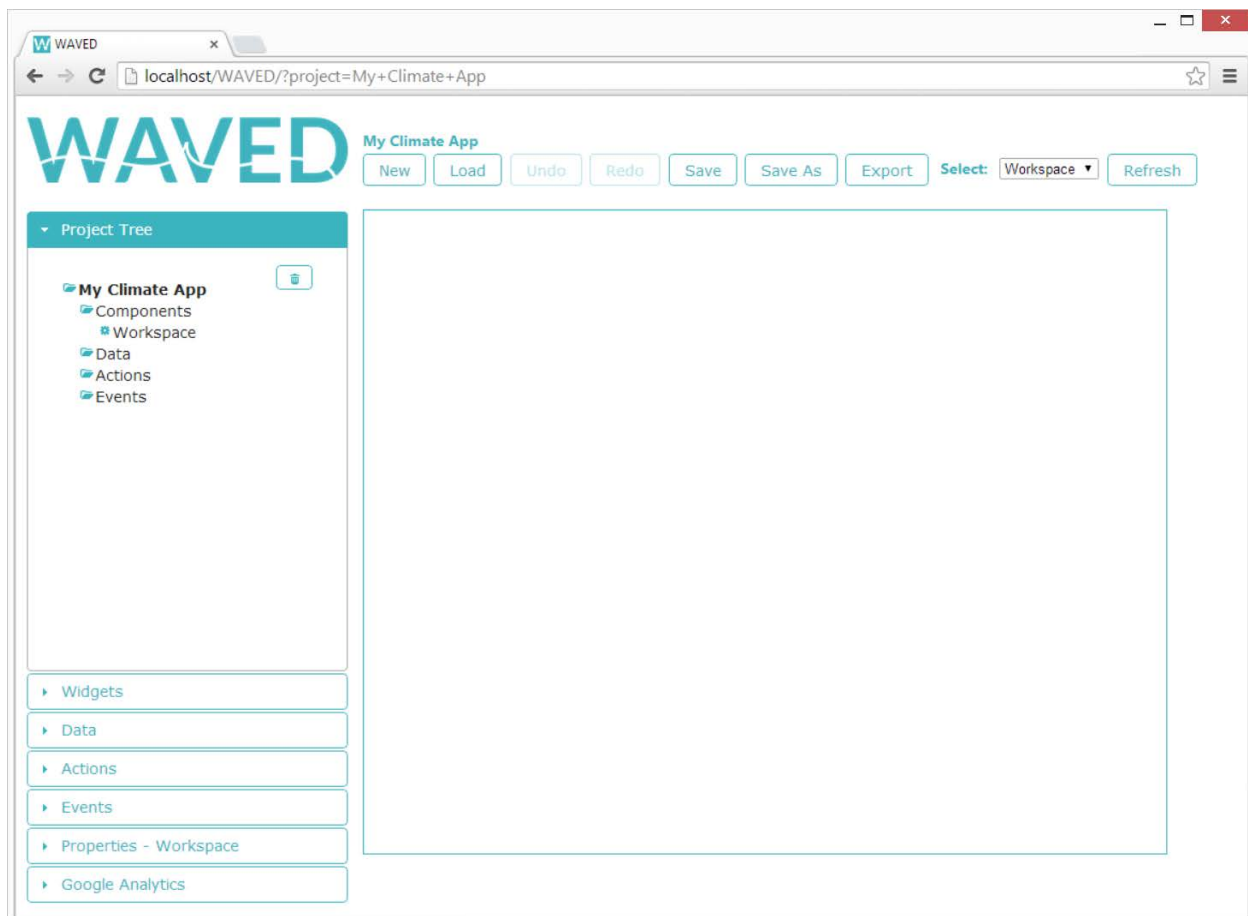 WAVED
localhost/WAVED/?project=My+Climate+App
WAVED
My Climate App
New Load Undo Redo Save Save As Export Select: Workspace Refresh
Project Tree
My Climate App
Components
Workspace
Data
Actions
Events
Widgets
Data
Actions
Events
Properties - Workspace
Google Analytics